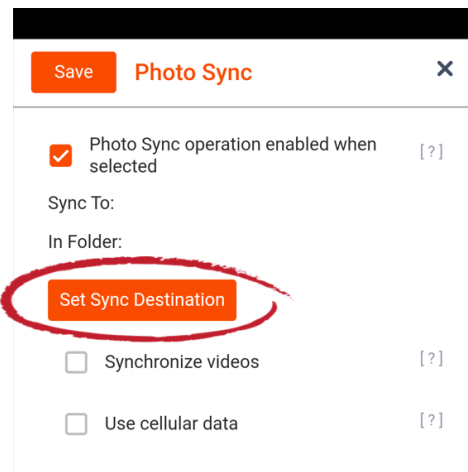 Save Photo Sync ×
Photo Sync operation enabled when [?]
selected
Sync To:
In Folder:
Set Sync Destination
Synchronize videos [?]
Use cellular data [?]